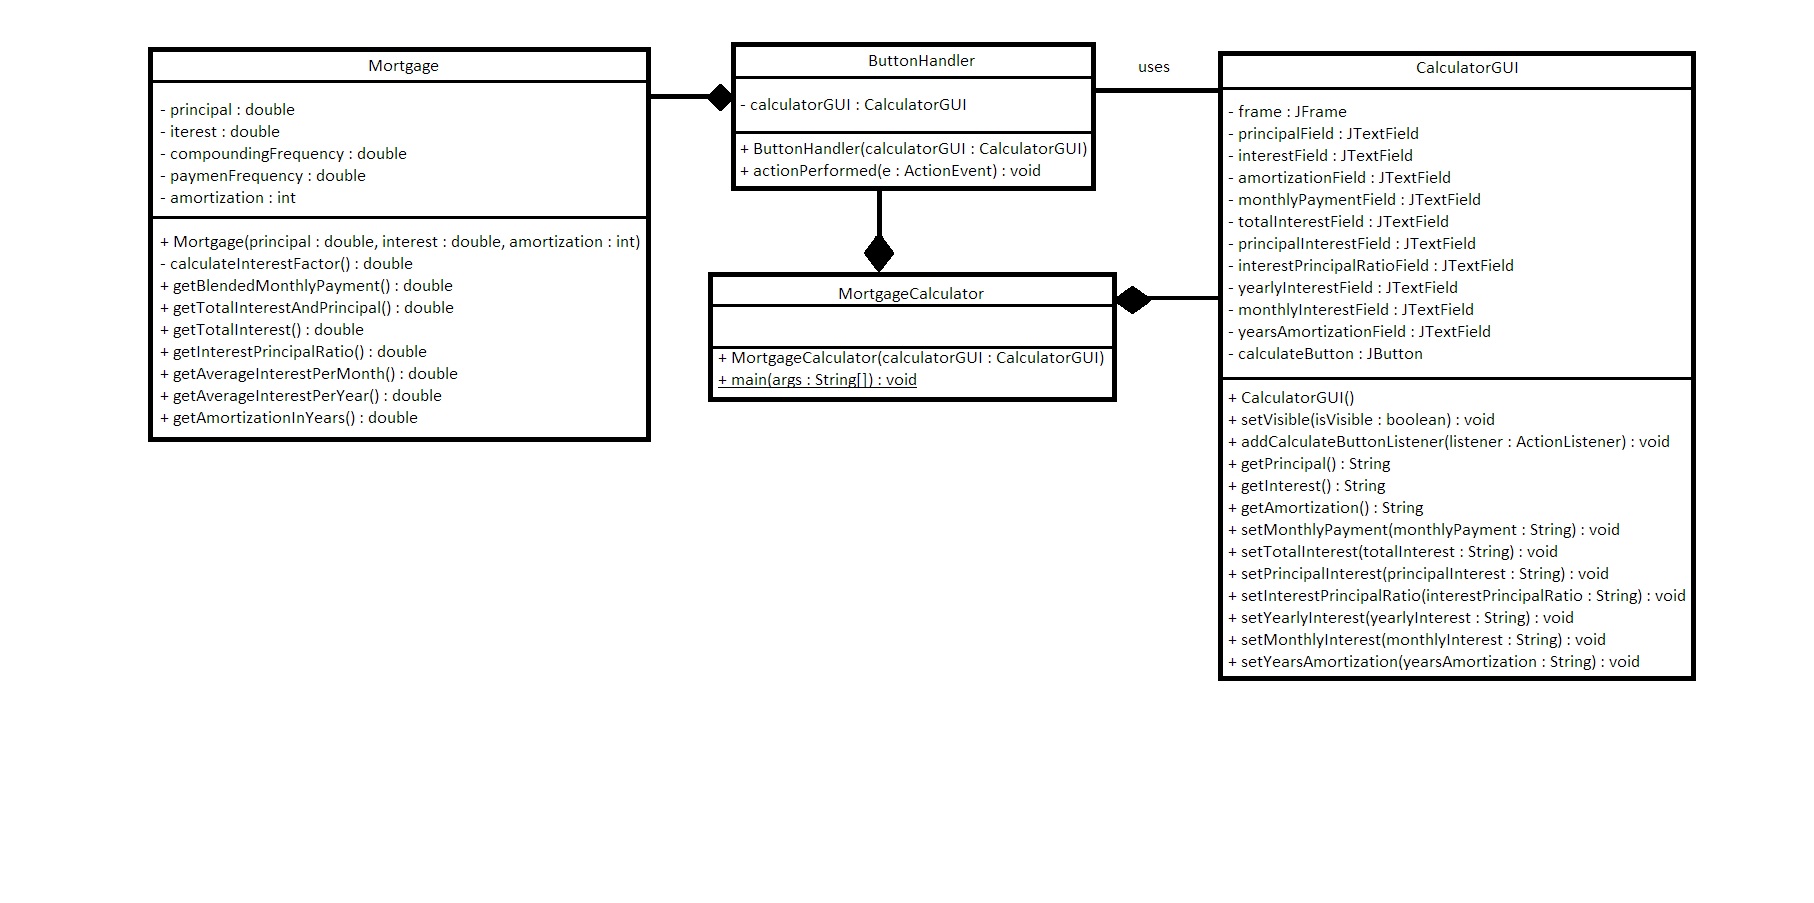 Mortgage
- principal : double
- iterest : double
- compoundingFrequency : double
- paymenFrequency : double
- amortization : int
+ Mortgage(principal : double, interest : double, amortization : int)
- calculateInterestFactor() : double
+ getBlendedMonthlyPayment() : double
+ getTotalInterestAndPrincipal() : double
+ getTotalInterest() : double
+ getInterestPrincipalRatio() : double
+ getAverageInterestPerMonth() : double
+ getAverageInterestPerYear() : double
+ getAmortizationInYears() : double
ButtonHandler
- calculatorGUI : CalculatorGUI
+ ButtonHandler(calculatorGUI : CalculatorGUI)
+ actionPerformed(e : ActionEvent) : void
uses
MortgageCalculator
+ MortgageCalculator(calculatorGUI : CalculatorGUI)
+ main(args : String[]) : void
CalculatorGUI
- frame : JFrame
- principalField : JTextField
- interestField : JTextField
- amortizationField : JTextField
- monthlyPaymentField : JTextField
- totalInterestField : JTextField
- principalInterestField : JTextField
- interestPrincipalRatioField : JTextField
- yearlyInterestField : JTextField
- monthlyInterestField : JTextField
- yearsAmortizationField : JTextField
- calculateButton : JButton
+ CalculatorGUI()
+ setVisible(isVisible : boolean) : void
+ addCalculateButtonListener(listener : ActionListener) : void
+ getPrincipal() : String
+ getInterest() : String
+ getAmortization() : String
+ setMonthlyPayment(monthlyPayment : String) : void
+ setTotalInterest(totalInterest : String) : void
+ setPrincipalInterest(principalInterest : String) : void
+ setInterestPrincipalRatio(interestPrincipalRatio : String) : void
+ setYearlyInterest(yearlyInterest : String) : void
+ setMonthlyInterest(monthlyInterest : String) : void
+ setYearsAmortization(yearsAmortization : String) : void